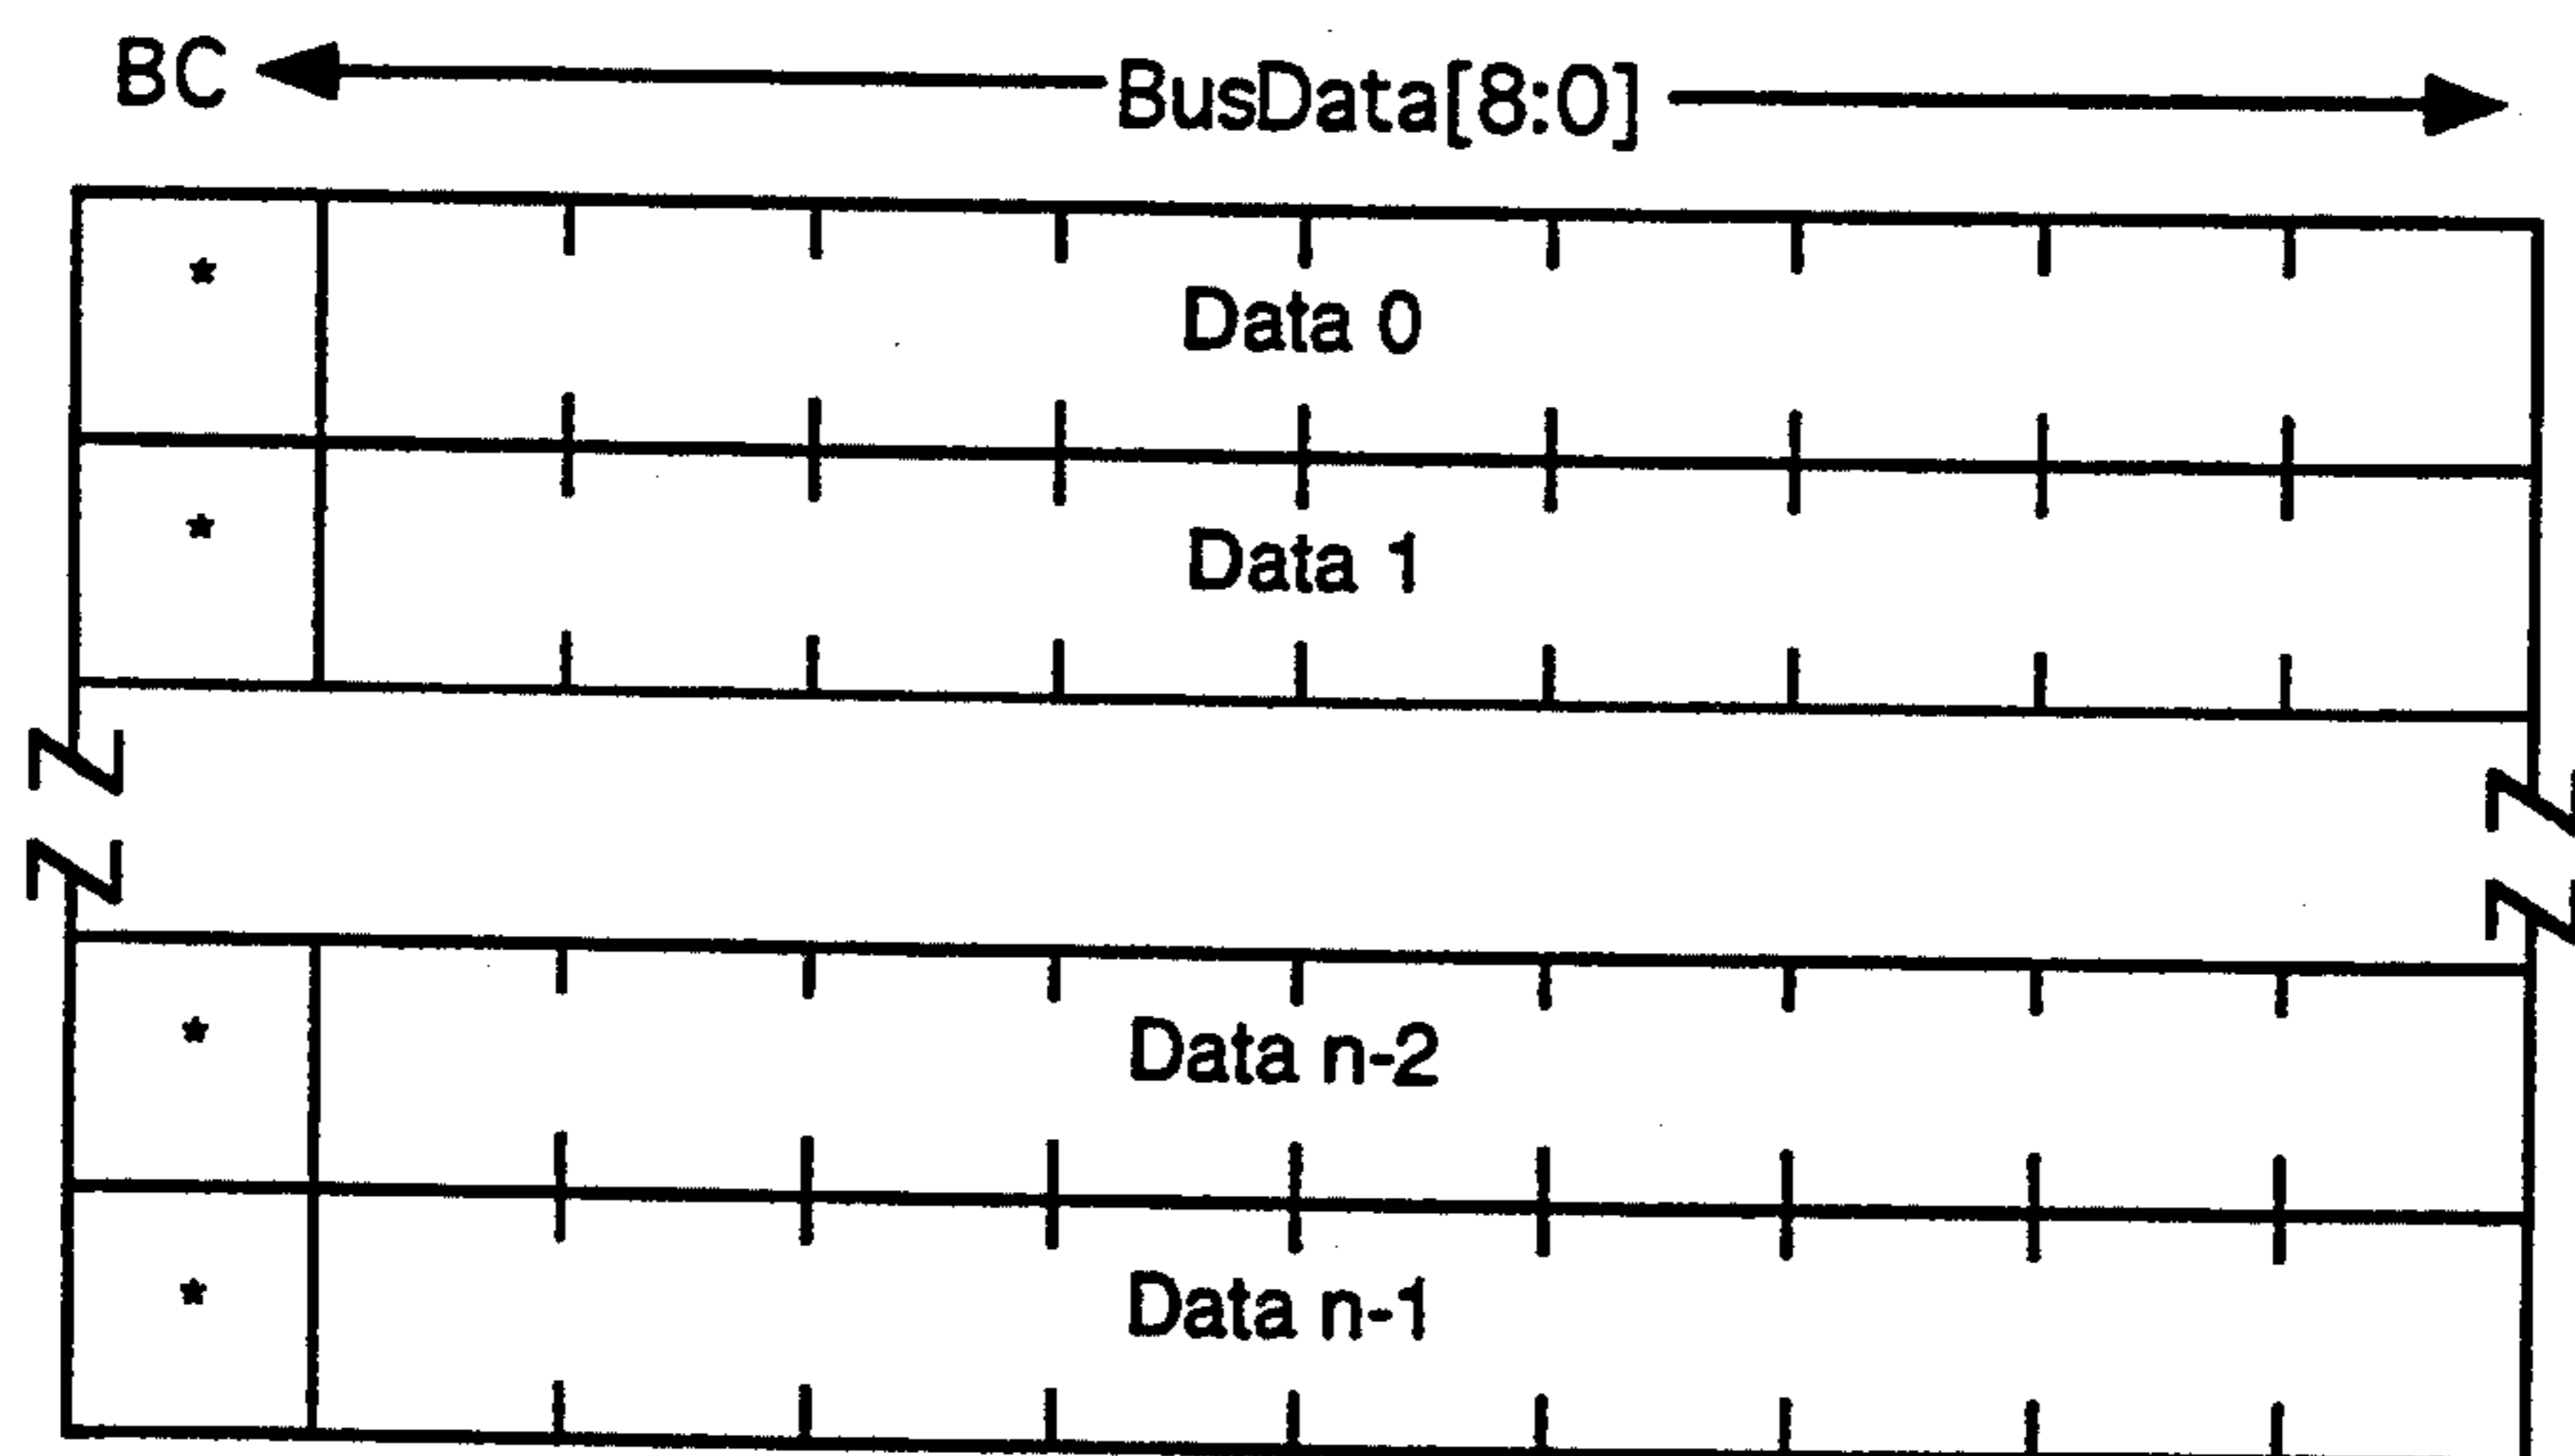 BC BusData[8:0]
* Data 0
* Data 1
* Data n-2
* Data n-1